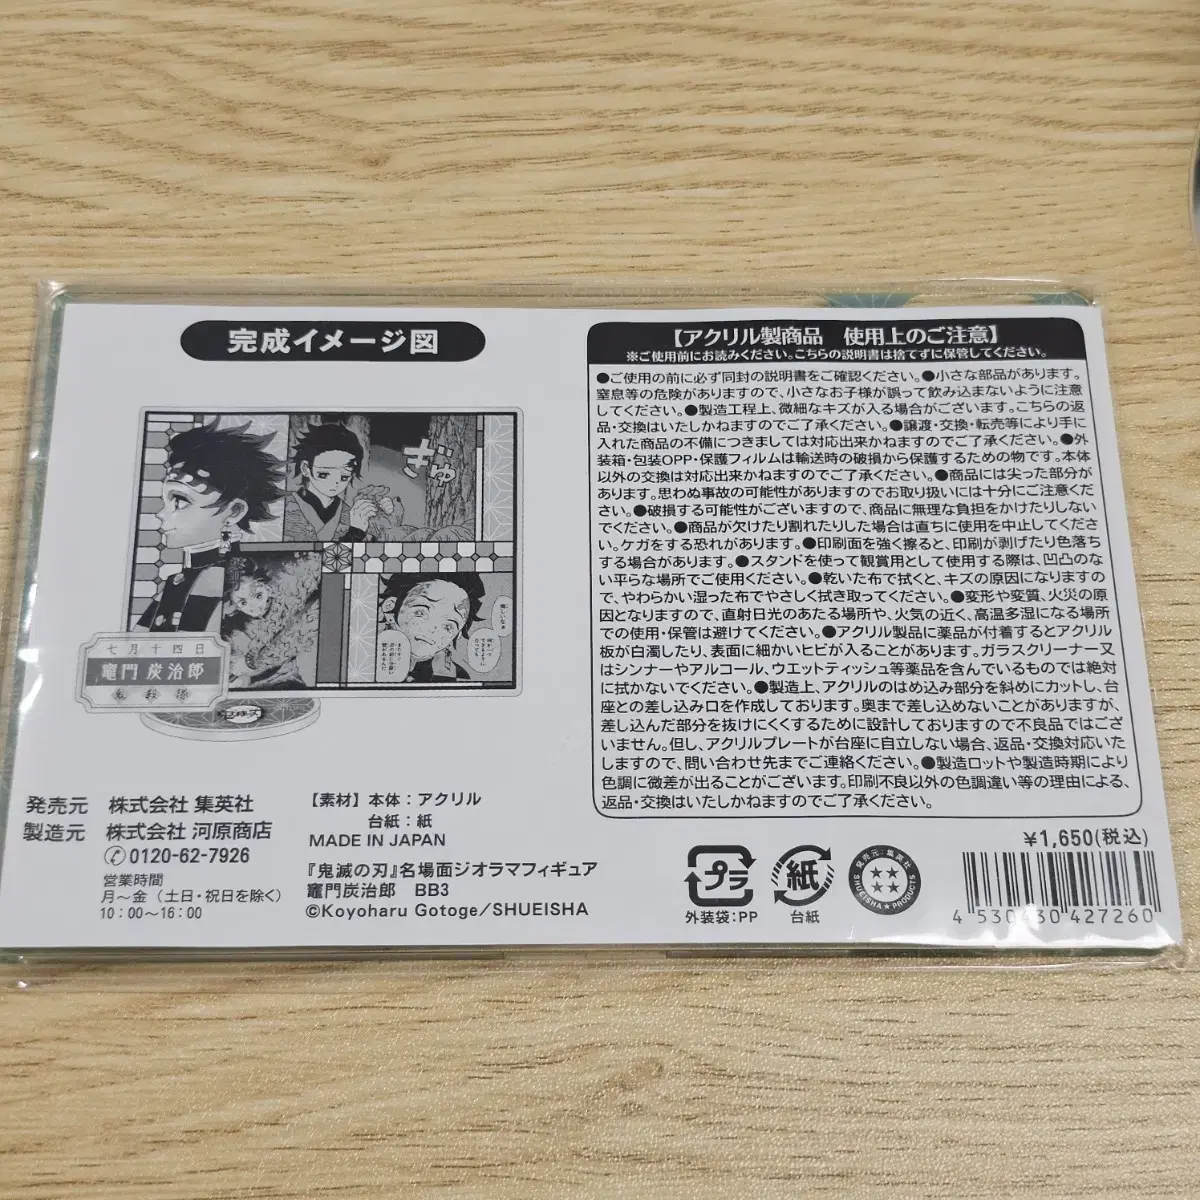 完成イメージ図
ぎゅ
七月十四日
竈門 炭治郎
鬼殺隊
発売元 株式会社 集英社
製造元 株式会社 河原商店
0120-62-7926
営業時間
月～金(土日・祝日を除く)
10:00～16:00
【素材】本体:アクリル
台紙:紙
MADE IN JAPAN
『鬼滅の刃』名場面ジオラマフィギュア
竈門炭治郎 BB3
©Koyoharu Gotoge/SHUEISHA
【アクリル製商品 使用上のご注意】
※ご使用前にお読みください。こちらの説明書は捨てずに保管してください。
●ご使用の前に必ず同封の説明書をご確認ください。●小さな部品があります。
窒息等の危険がありますので、小さなお子様が誤って飲み込まないように注意
してください。●製造工程上、微細なキズが入る場合がございます。こちらの返
品・交換はいたしかねますのでご了承ください。●譲渡・交換・転売等により手に
入れた商品の不備につきましては対応出来かねますのでご了承ください。●外
装箱・包装OPP・保護フィルムは輸送時の破損から保護するための物です。本体
以外の交換は対応出来かねますのでご了承ください。●商品には尖った部分が
あります。思わぬ事故の可能性がありますのでお取り扱いには十分にご注意くだ
さい。●破損する可能性がございますので、商品に無理な負担をかけたりしない
でください。●商品が欠けたり割れたりした場合は直ちに使用を中止してくださ
い。ケガをする恐れがあります。●印刷面を強く擦ると、印刷が剥げたり色落ち
する場合があります。●スタンドを使って観賞用として使用する際は、凹凸のな
い平らな場所でご使用ください。●乾いた布で拭くと、キズの原因になりますの
で、やわらかい湿った布でやさしく拭き取ってください。●変形や変質、火災の原
因となりますので、直射日光のあたる場所や、火気の近く、高温多湿になる場所
での使用・保管は避けてください。●アクリル製品に薬品が付着するとアクリル
板が白濁したり、表面に細かいヒビが入ることがあります。ガラスクリーナー又
はシンナーやアルコール、ウエットティッシュ等薬品を含んでいるものでは絶対
に拭かないでください。●製造上、アクリルのはめ込み部分を斜めにカットし、台
座との差し込み口を作成しております。奥まで差し込めないことがありますが、
差し込んだ部分を抜けにくくするために設計しておりますので不良品ではござ
いません。但し、アクリルプレートが台座に自立しない場合、返品・交換対応いた
しますので、問い合わせ先までご連絡ください。●製造ロットや製造時期により
色調に微差が出ることがございます。印刷不良以外の色調違い等の理由による、
返品・交換はいたしかねますのでご了承ください。
¥1,650(税込)
プラ
外装袋:PP
紙
台紙
発売元:集英社
SHUEISHA★PRODUCTS
4 530430 427260